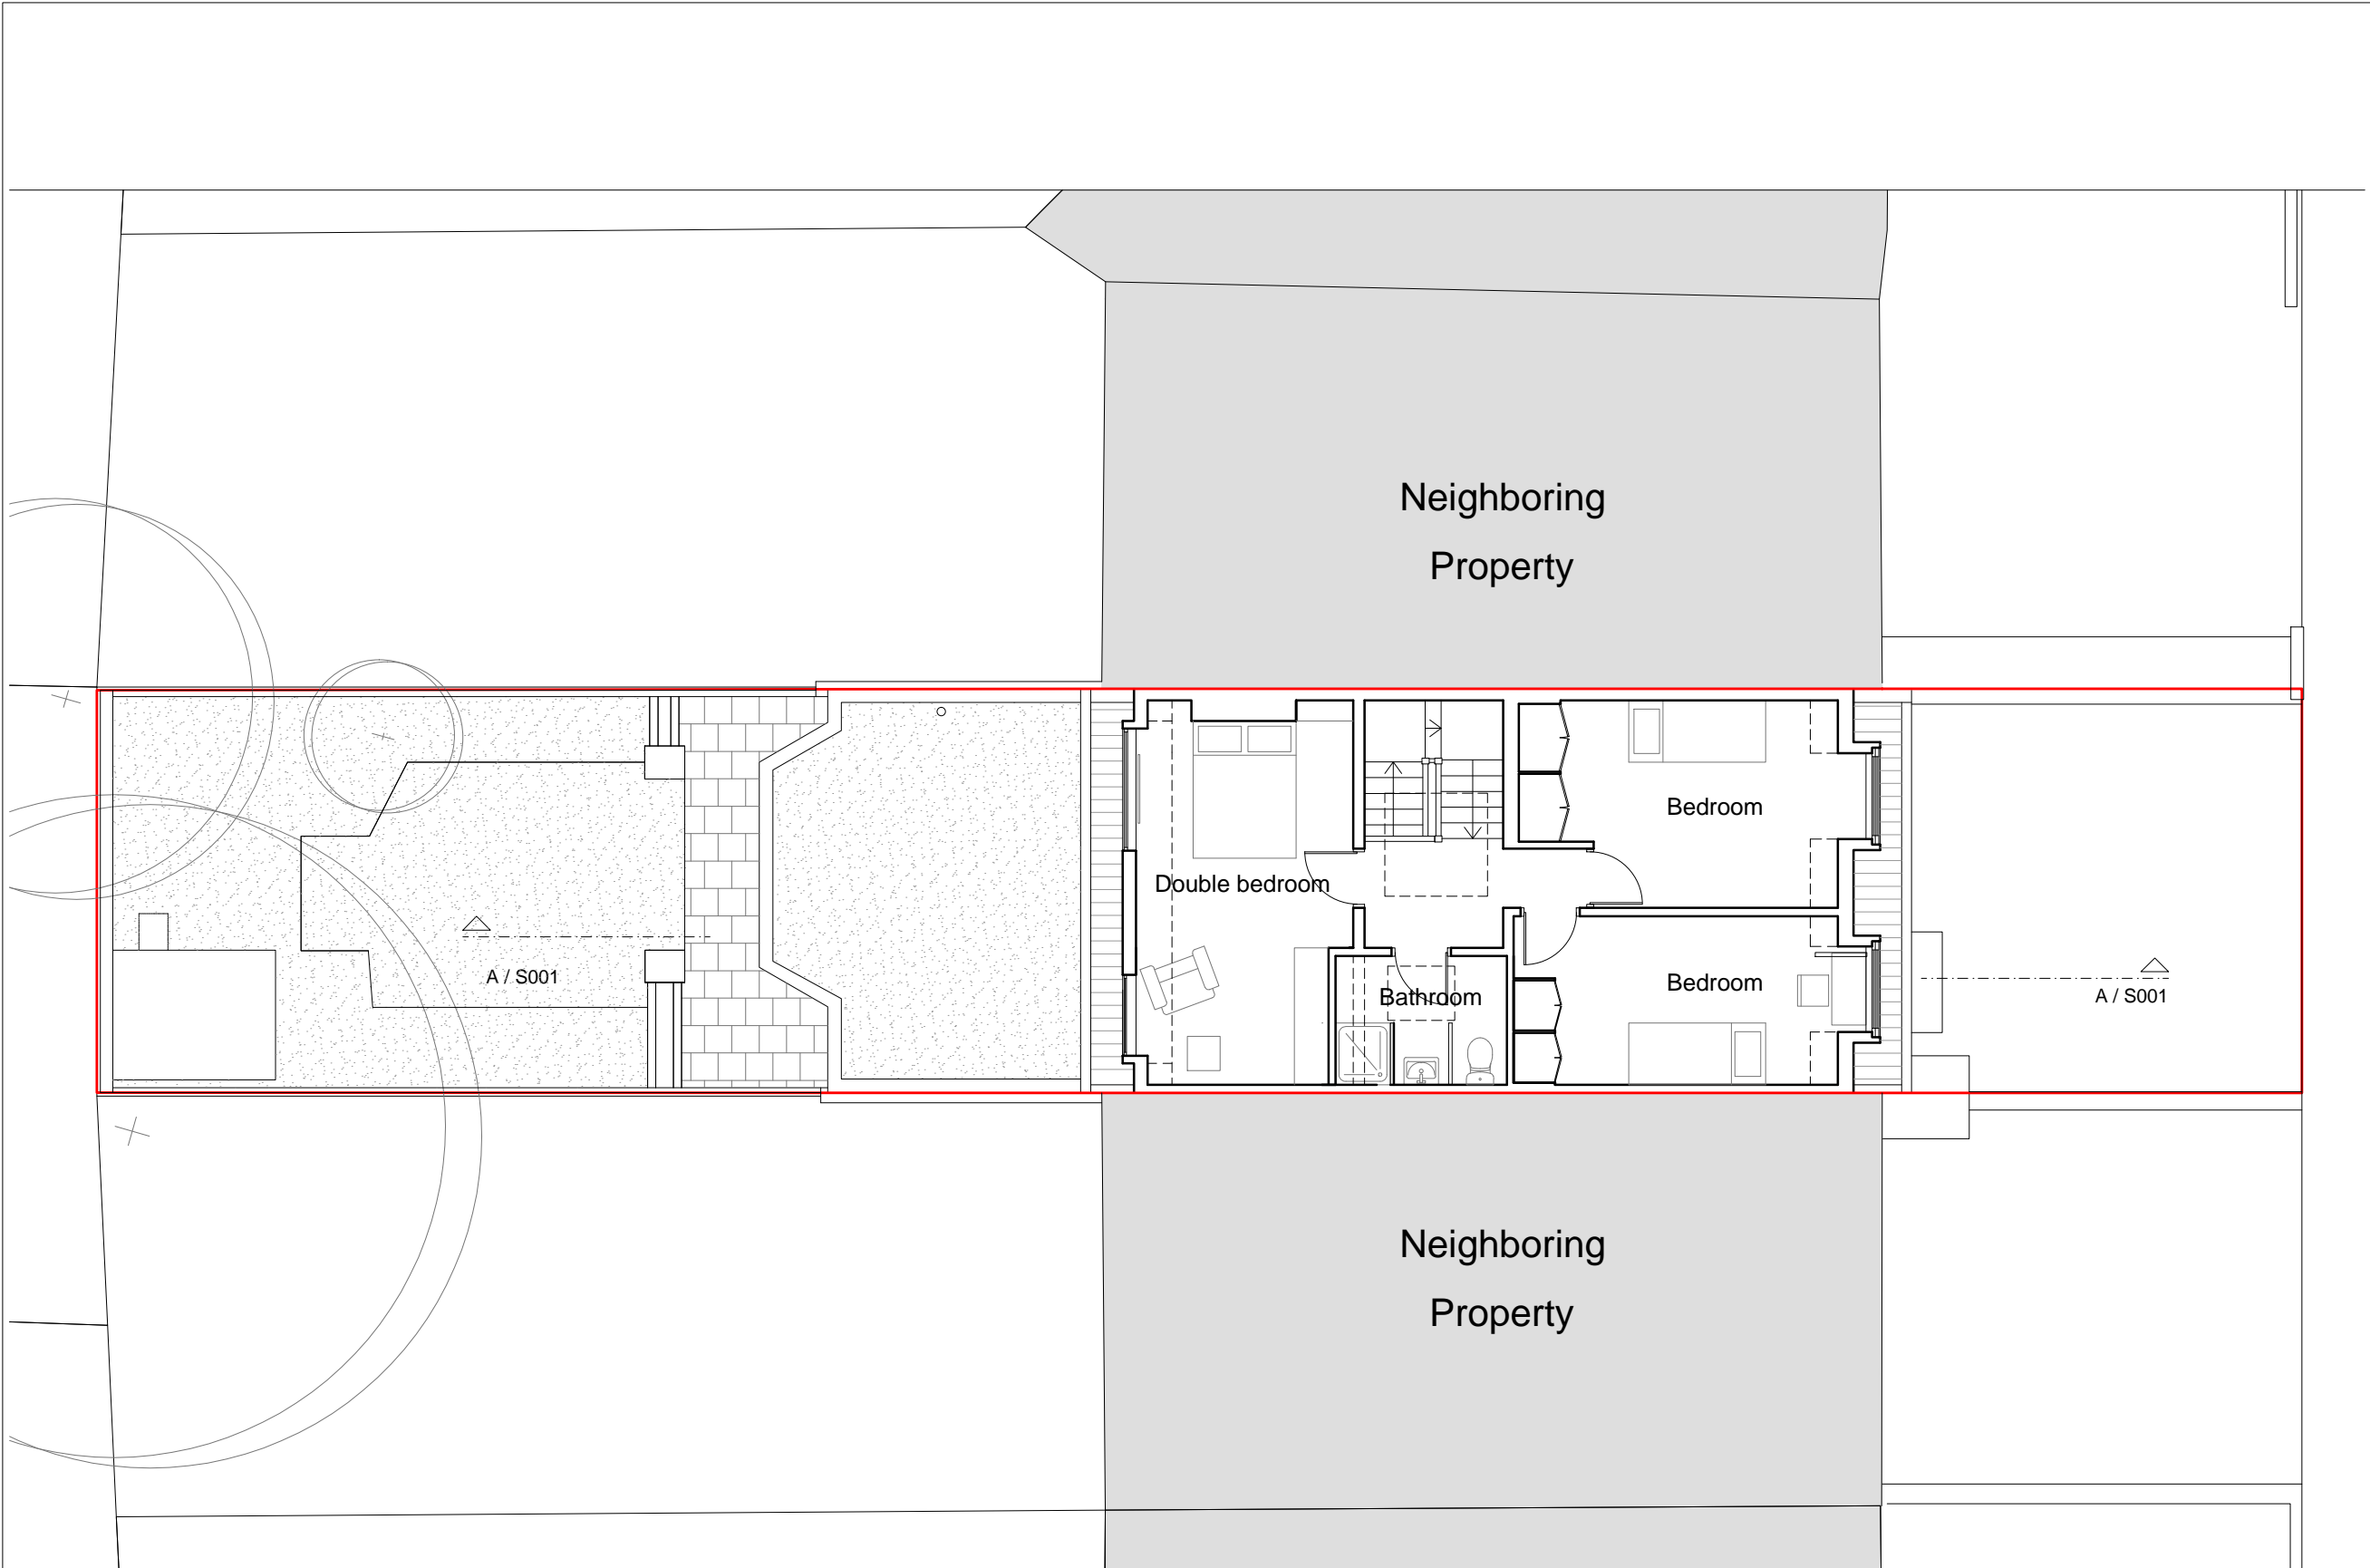 Neighboring
Property
Bedroom
Double bedroom
A / S001
Bathroom
Bedroom
A / S001
Neighboring
Property